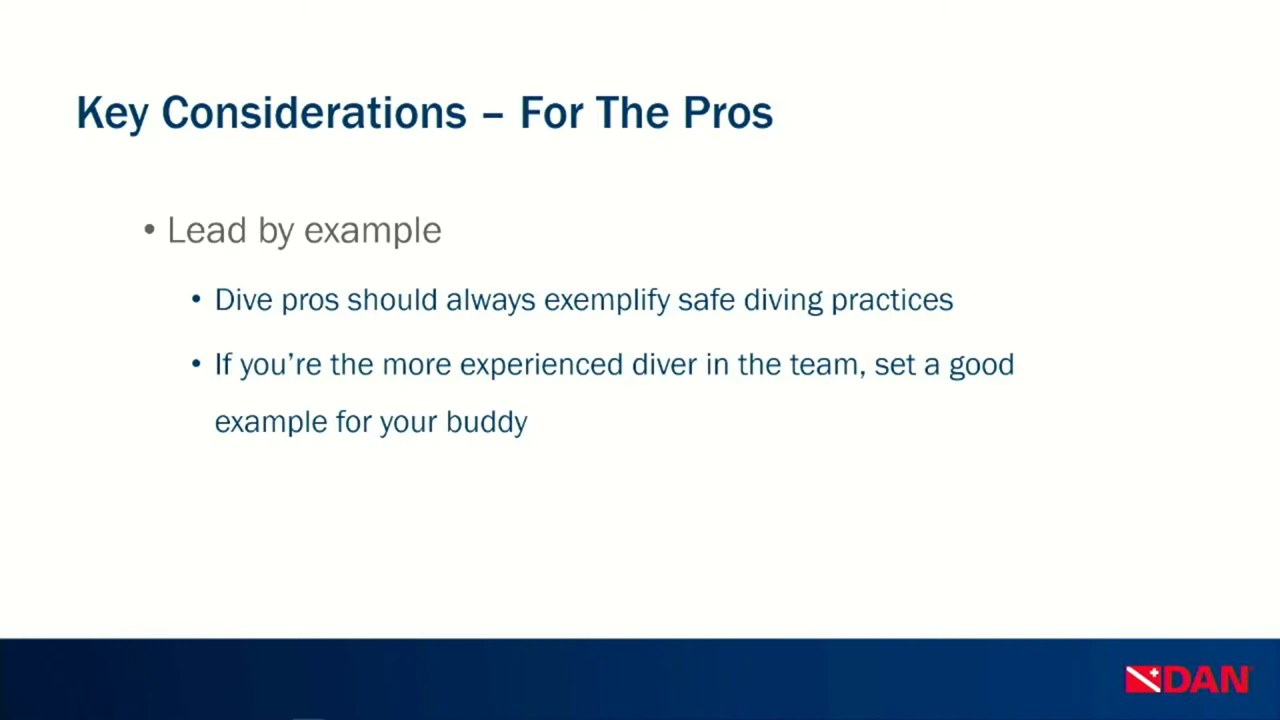 Key Considerations – For The Pros
• Lead by example
• Dive pros should always exemplify safe diving practices
• If you’re the more experienced diver in the team, set a good
example for your buddy
DAN